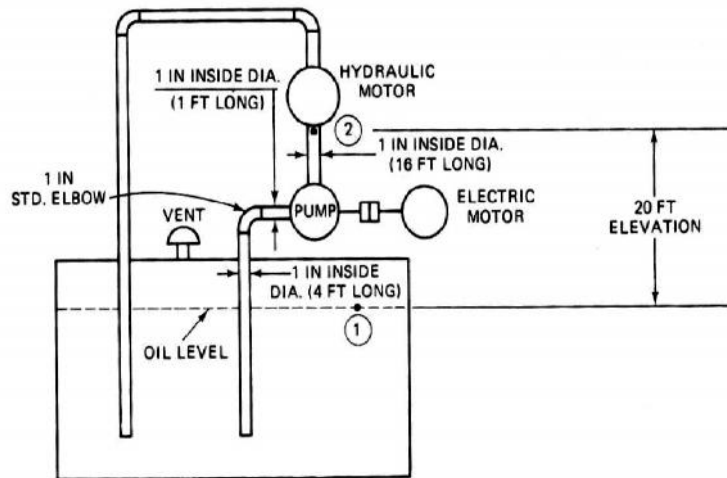 1 IN INSIDE DIA.
(1 FT LONG)
HYDRAULIC
MOTOR
2
1 IN INSIDE DIA.
(16 FT LONG)
1 IN
STD. ELBOW
VENT
PUMP
ELECTRIC
MOTOR
20 FT
ELEVATION
1 IN INSIDE
DIA. (4 FT LONG)
1
OIL LEVEL